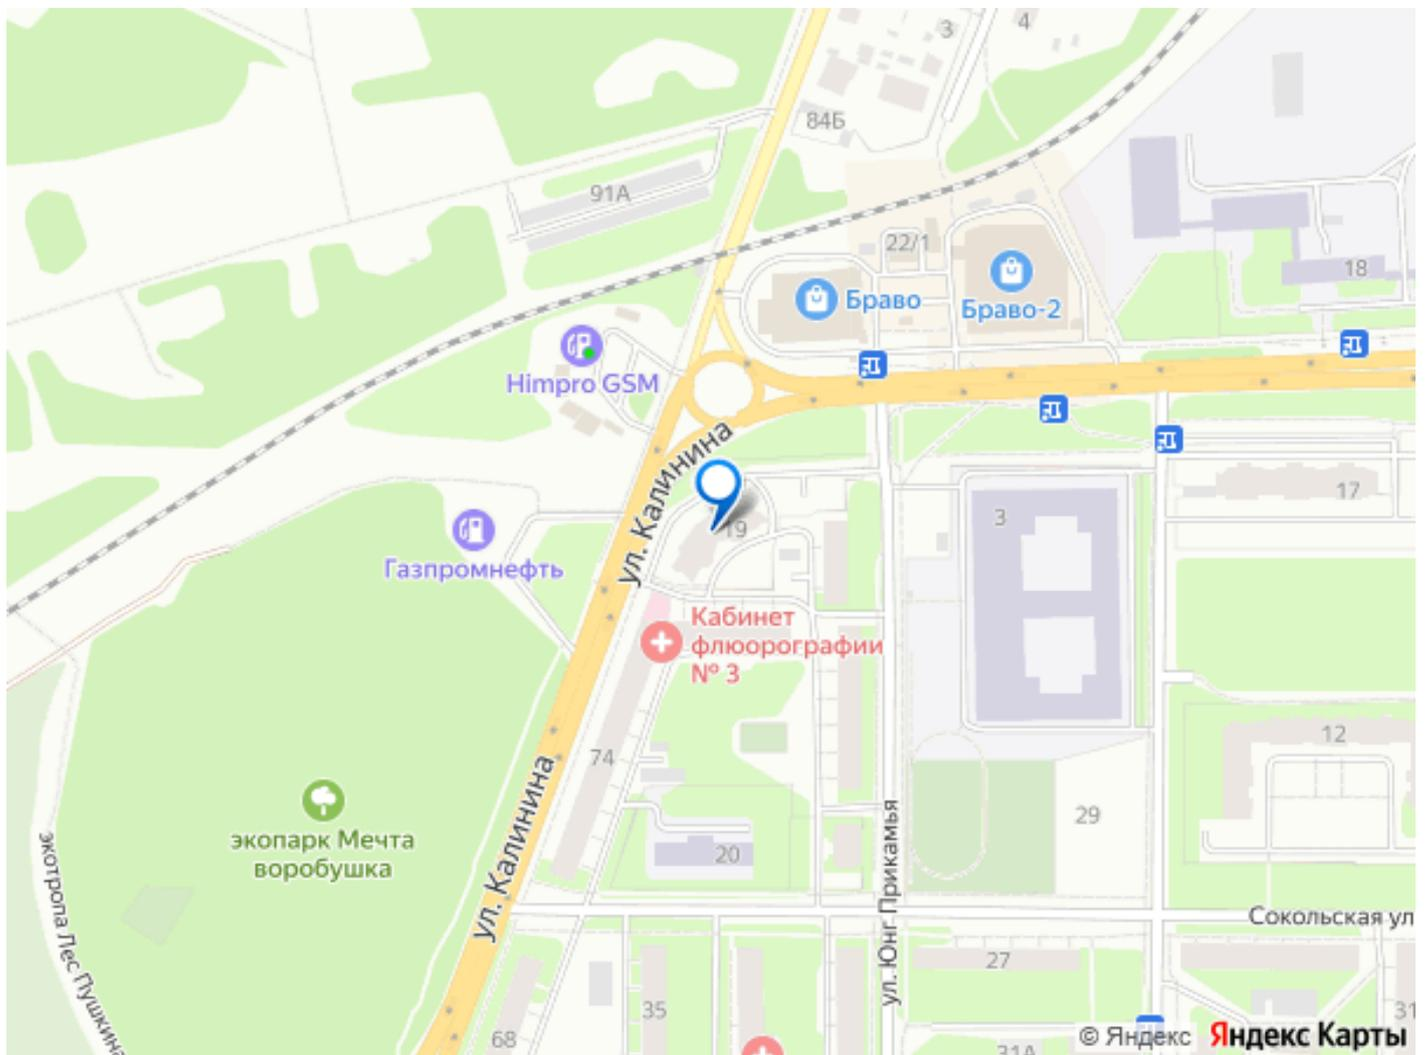 3
4
84Б
91А
22/1
Браво
Браво-2
18
Himpro GSM
ул. Калинина
17
3
19
Газпромнефть
Кабинет
флюорографии
№ 3
12
74
экопарк Мечта
воробушка
29
20
ул. Калинина
экотропа Лес Пушкина
ул. Юнг Прикамья
Сокольская ул
27
35
68
31А
31
© Яндекс Яндекс Карты